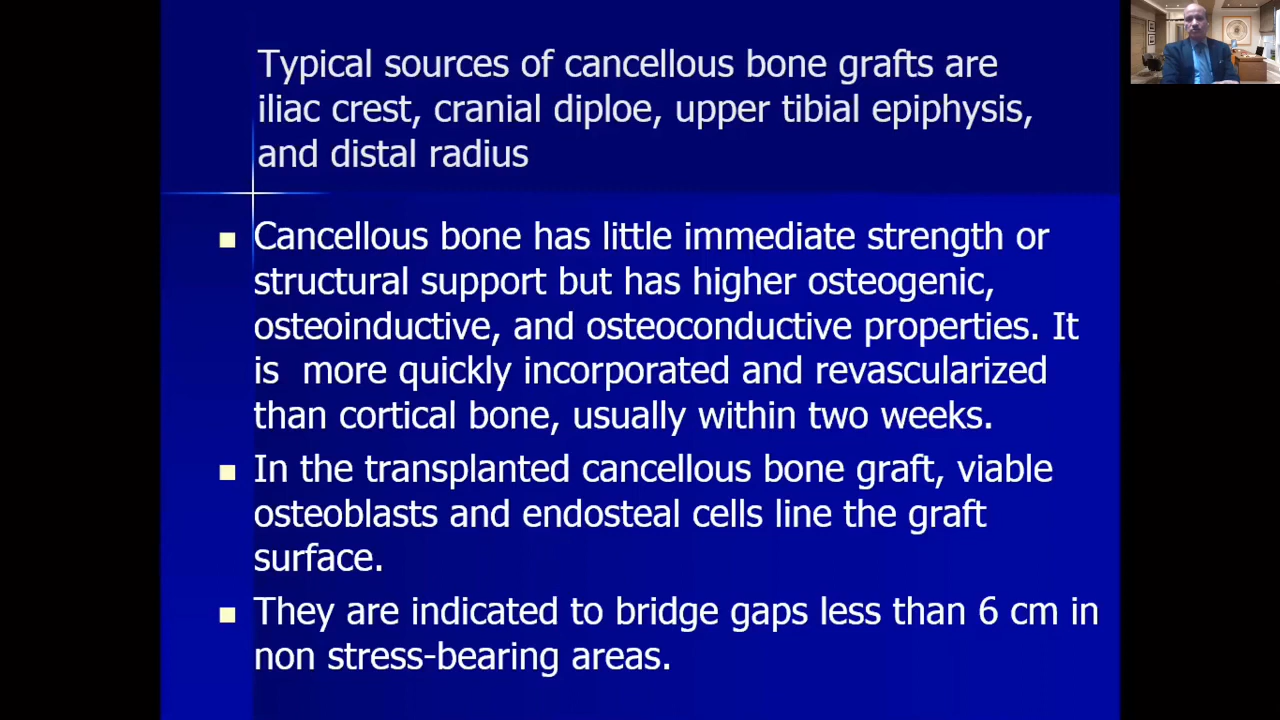 Typical sources of cancellous bone grafts are
iliac crest, cranial diploe, upper tibial epiphysis,
and distal radius
Cancellous bone has little immediate strength or
structural support but has higher osteogenic,
osteoinductive, and osteoconductive properties. It
is  more quickly incorporated and revascularized
than cortical bone, usually within two weeks.
In the transplanted cancellous bone graft, viable
osteoblasts and endosteal cells line the graft
surface.
They are indicated to bridge gaps less than 6 cm in
non stress-bearing areas.